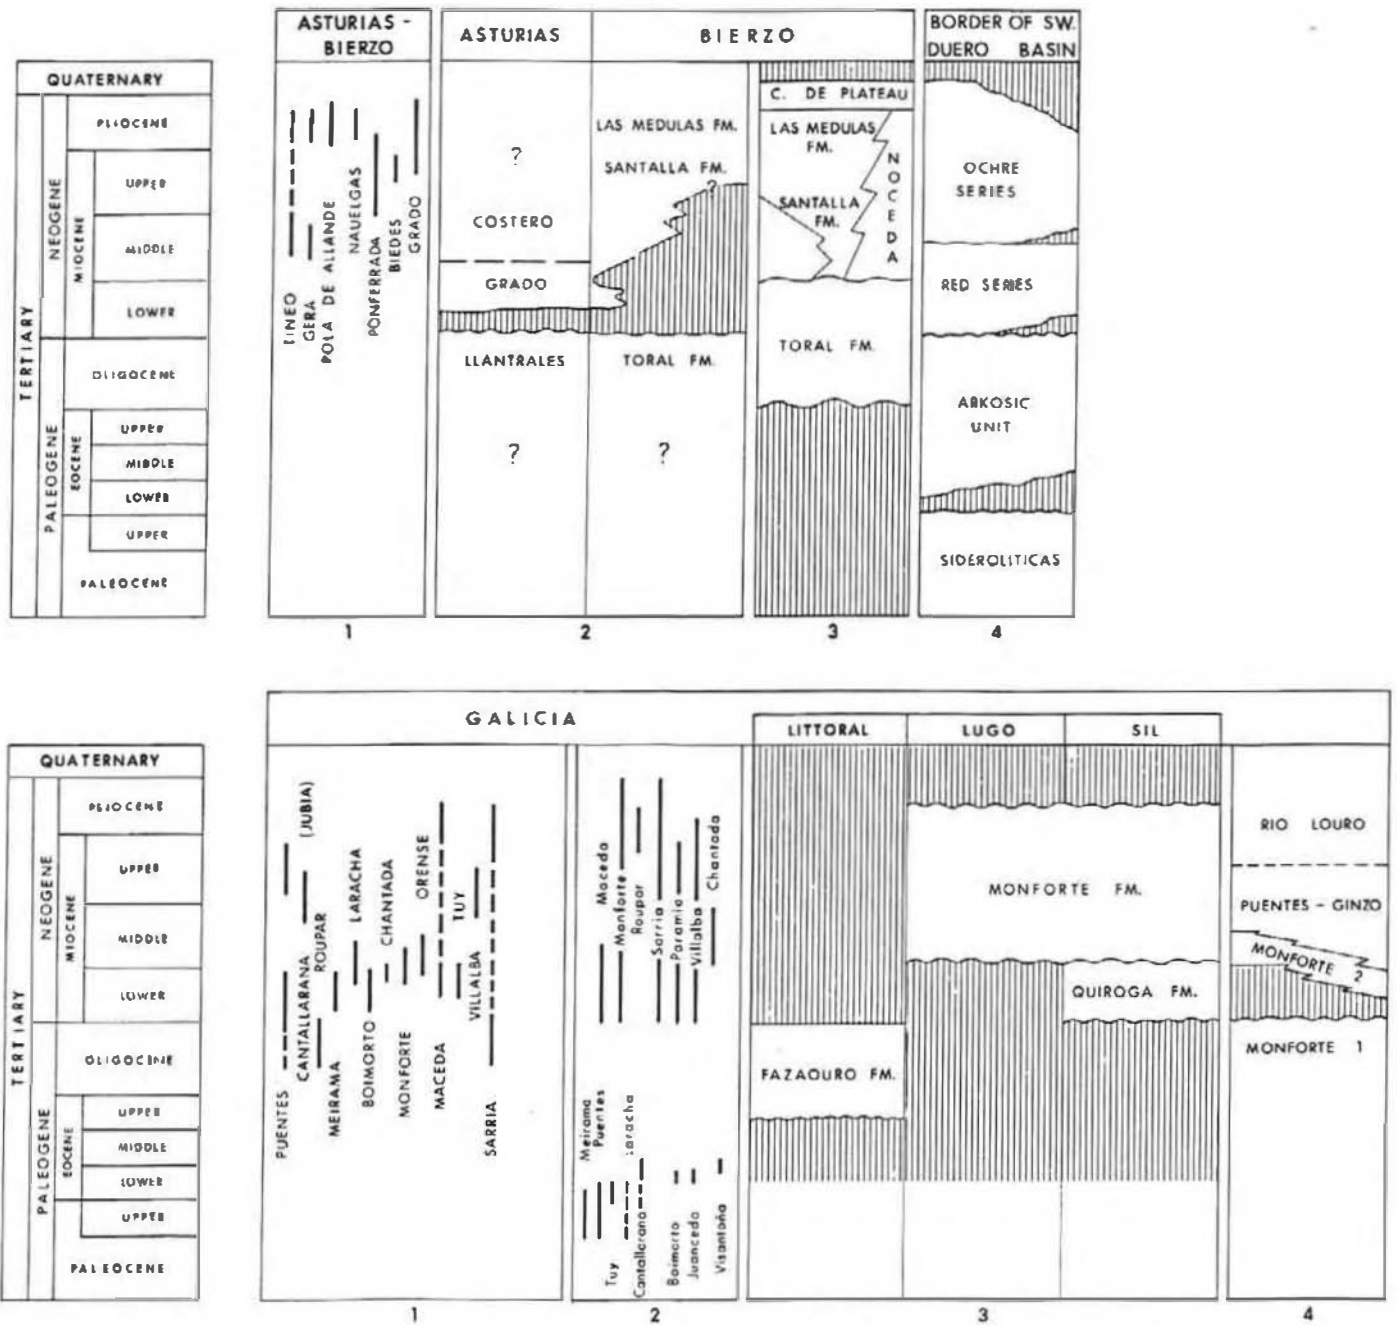 ASTURIAS -
BIERZO
ASTURIAS
BIERZO
BORDER OF SW.
DUERO BASIN
QUATERNARY
TERTIARY
NEOGENE
PLIOCENE
MIOCENE
UPPER
MIDDLE
LOWER
PALEOGENE
OLIGOCENE
EOCENE
UPPER
MIDDLE
LOWER
UPPER
PALEOCENE
TINEO
GERA
POLA DE ALLANDE
NAUELGAS
PONFERRADA
BIEDES
GRADO
?
COSTERO
GRADO
LLANTRALES
?
LAS MEDULAS FM.
SANTALLA FM.
?
TORAL FM.
?
C. DE PLATEAU
LAS MEDULAS
FM.
NOCEDA
SANTALLA
FM.
TORAL FM.
OCHRE
SERIES
RED SERIES
ARKOSIC
UNIT
SIDEROLITICAS
1
2
3
4
GALICIA
LITTORAL
LUGO
SIL
QUATERNARY
TERTIARY
NEOGENE
PLIOCENE
MIOCENE
UPPER
MIDDLE
LOWER
PALEOGENE
OLIGOCENE
EOCENE
UPPER
MIDDLE
LOWER
UPPER
PALEOCENE
PUENTES
CANTALLARANA
(JUBIA)
ROUPAR
MEIRAMA
LARACHA
BOIMORTO
CHANTADA
MONFORTE
ORENSE
MACEDA
TUY
VILLALBA
SARRIA
Maceda
Monforte
Roupar
Sarria
Paramia
Villalba
Chantada
Meirama
Puentes
Laracha
Tuy
Cantallarana
Boimorto
Juanceda
Visantoña
FAZAOURO FM.
MONFORTE FM.
QUIROGA FM.
RIO LOURO
PUENTES - GINZO
MONFORTE 2
MONFORTE 1
1
2
3
4